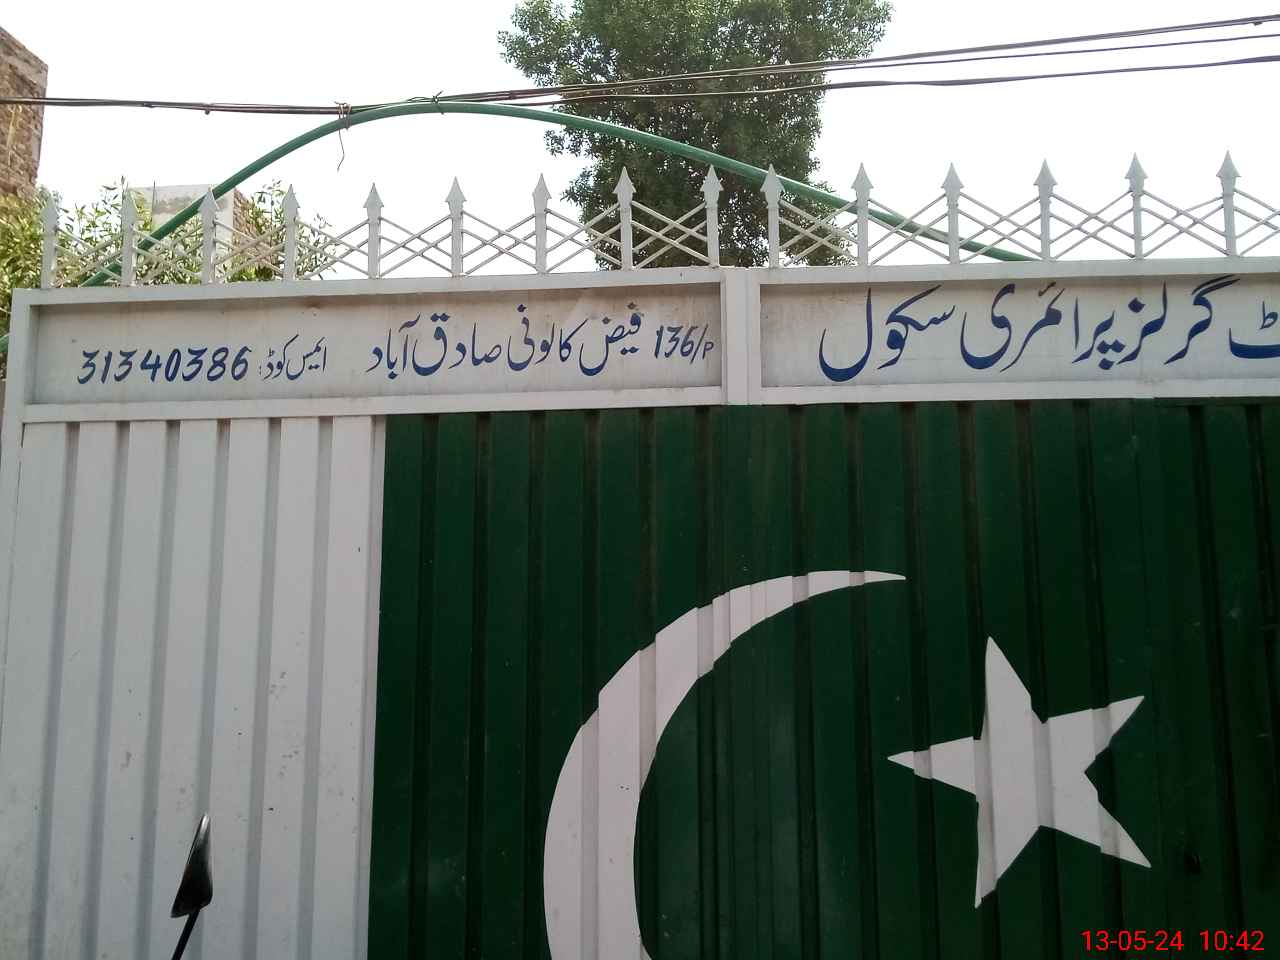 گرلز پرائمری سکول
136/P فیض کالونی صادق آباد ایمس کوڈ: 31340386
13-05-24 10:42